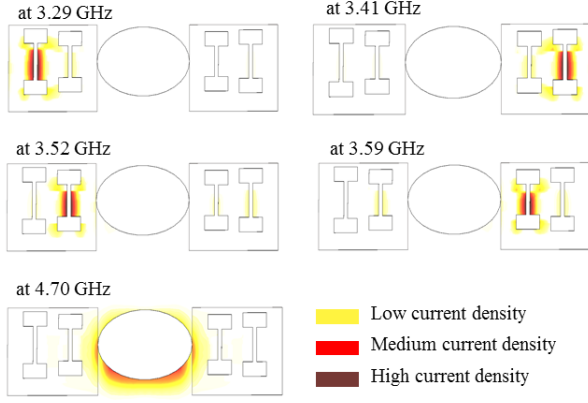 at 3.29 GHz
at 3.41 GHz
at 3.52 GHz
at 3.59 GHz
at 4.70 GHz
Low current density
Medium current density
High current density